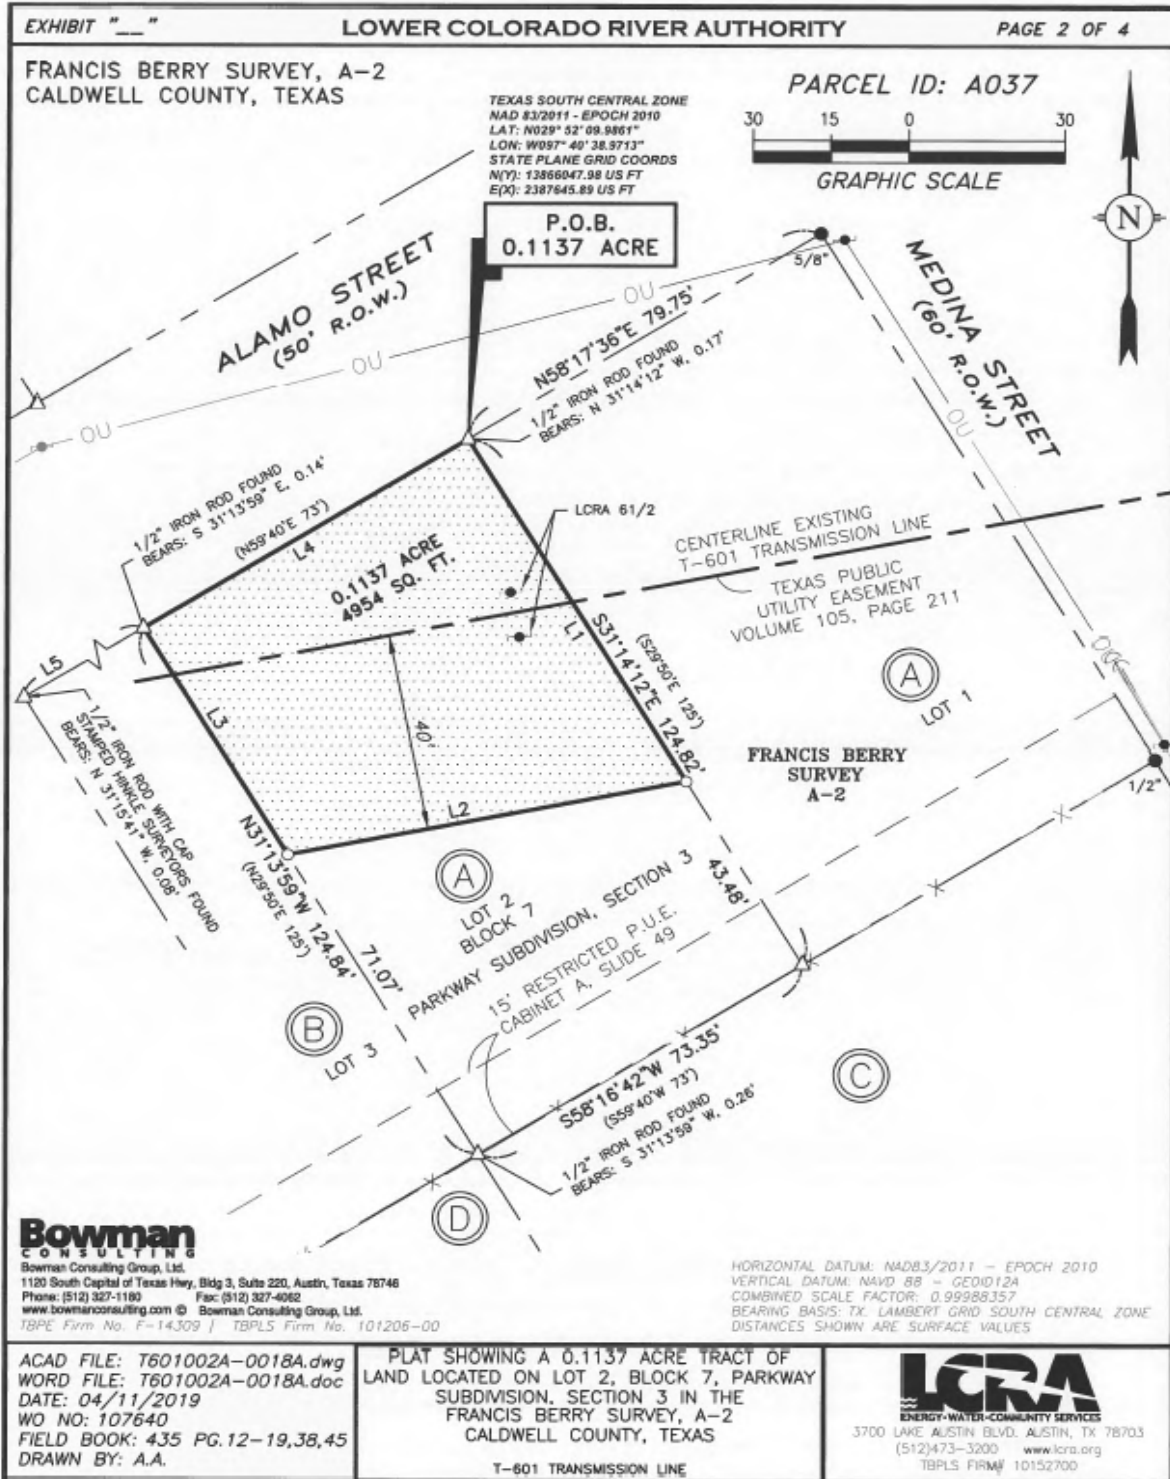 EXHIBIT "__"
LOWER COLORADO RIVER AUTHORITY
PAGE 2 OF 4
FRANCIS BERRY SURVEY, A-2
CALDWELL COUNTY, TEXAS
TEXAS SOUTH CENTRAL ZONE
NAD 83/2011 - EPOCH 2010
LAT: N029° 52' 09.9861"
LON: W097° 40' 38.9713"
STATE PLANE GRID COORDS
N(Y): 13866047.98 US FT
E(X): 2387645.89 US FT
PARCEL ID: A037
30 15 0 30
GRAPHIC SCALE
N
P.O.B.
0.1137 ACRE
ALAMO STREET
(50' R.O.W.)
MEDINA STREET
(60' R.O.W.)
5/8"
OU
OU
OU
OU
OU
N58°17'36"E 79.75'
1/2" IRON ROD FOUND
BEARS: N 31°14'12" W, 0.17'
1/2" IRON ROD FOUND
BEARS: S 31°13'59" E, 0.14'
(N59°40'E 73')
L4
0.1137 ACRE
4954 SQ. FT.
LCRA 61/2
CENTERLINE EXISTING
T-601 TRANSMISSION LINE
TEXAS PUBLIC
UTILITY EASEMENT
VOLUME 105, PAGE 211
L1
S31°14'12"E 124.82'
(S29°50'E 125')
A
LOT 1
L5
1/2" IRON ROD WITH CAP
STAMPED HINKLE SURVEYORS FOUND
BEARS: N 31°15'41" W, 0.08'
L3
40'
L2
FRANCIS BERRY
SURVEY
A-2
1/2"
N31°13'59"W 124.84'
(N29°50'E 125')
71.07'
43.48'
A
LOT 2
BLOCK 7
PARKWAY SUBDIVISION, SECTION 3
15' RESTRICTED P.U.E.
CABINET A, SLIDE 49
B
LOT 3
C
S58°16'42"W 73.35'
(S59°40'W 73')
1/2" IRON ROD FOUND
BEARS: S 31°13'59" W, 0.26'
D
Bowman
CONSULTING
Bowman Consulting Group, Ltd.
1120 South Capital of Texas Hwy, Bldg 3, Suite 220, Austin, Texas 78746
Phone: (512) 327-1180 Fax: (512) 327-4062
www.bowmanconsulting.com © Bowman Consulting Group, Ltd.
TBPE Firm No. F-14309 | TBPLS Firm No. 101206-00
HORIZONTAL DATUM: NAD83/2011 - EPOCH 2010
VERTICAL DATUM: NAVD 88 - GEOID12A
COMBINED SCALE FACTOR: 0.99988357
BEARING BASIS: TX. LAMBERT GRID SOUTH CENTRAL ZONE
DISTANCES SHOWN ARE SURFACE VALUES
ACAD FILE: T601002A-0018A.dwg
WORD FILE: T601002A-0018A.doc
DATE: 04/11/2019
WO NO: 107640
FIELD BOOK: 435 PG.12-19,38,45
DRAWN BY: A.A.
PLAT SHOWING A 0.1137 ACRE TRACT OF
LAND LOCATED ON LOT 2, BLOCK 7, PARKWAY
SUBDIVISION, SECTION 3 IN THE
FRANCIS BERRY SURVEY, A-2
CALDWELL COUNTY, TEXAS
T-601 TRANSMISSION LINE
LCRA
ENERGY·WATER·COMMUNITY SERVICES
3700 LAKE AUSTIN BLVD. AUSTIN, TX 78703
(512)473-3200 www.lcra.org
TBPLS FIRM# 10152700